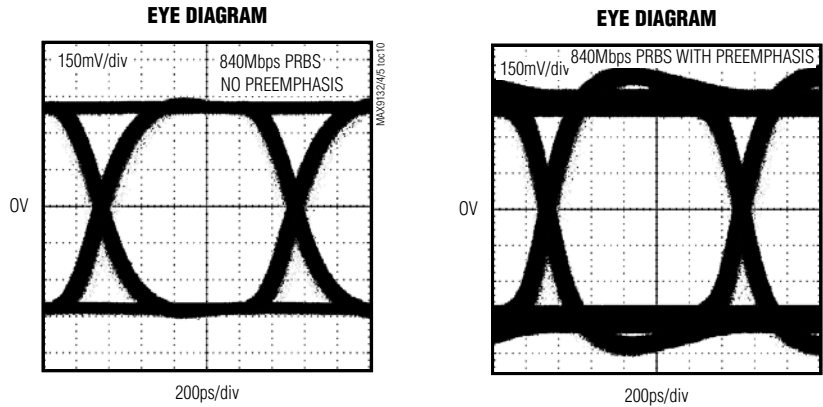 EYE DIAGRAM
150mV/div
840Mbps PRBS
NO PREEMPHASIS
MAX9132/4/5 toc10
0V
200ps/div
EYE DIAGRAM
150mV/div
840Mbps PRBS WITH PREEMPHASIS
0V
200ps/div